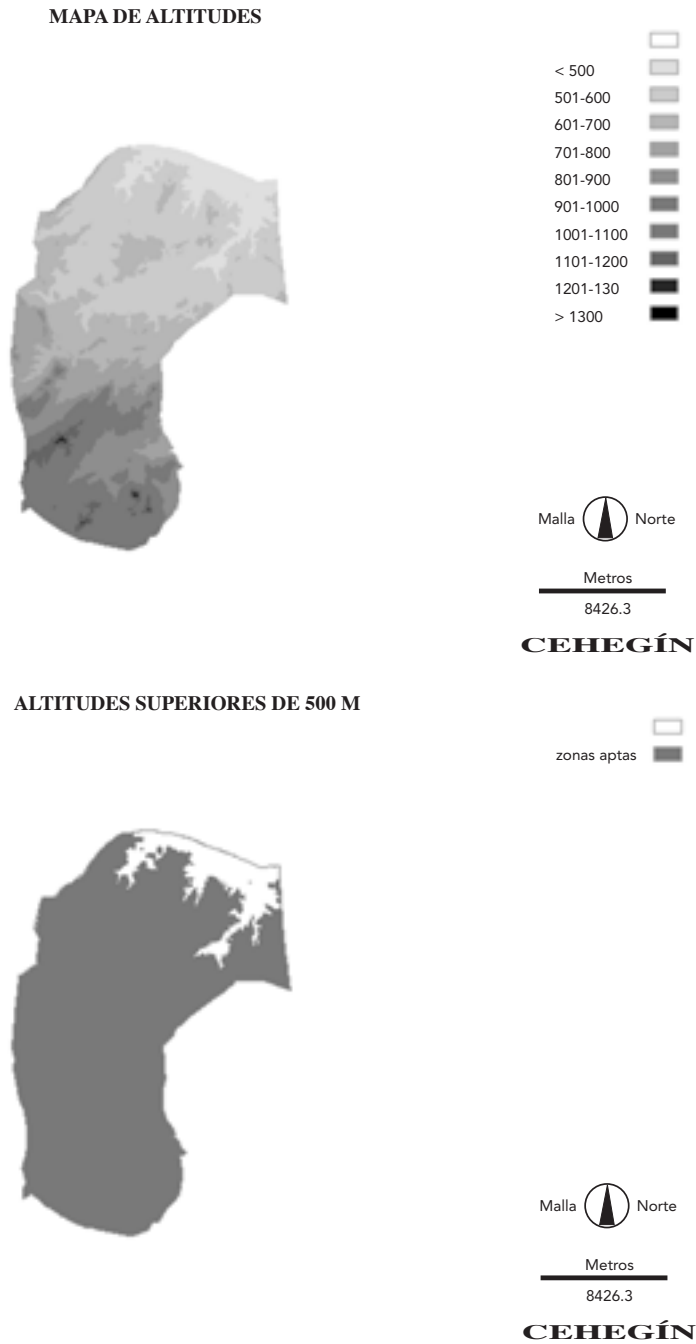 MAPA DE ALTITUDES
< 500
501-600
601-700
701-800
801-900
901-1000
1001-1100
1101-1200
1201-130
> 1300
Malla Norte
Metros
8426.3
CEHEGÍN
ALTITUDES SUPERIORES DE 500 M
zonas aptas
Malla Norte
Metros
8426.3
CEHEGÍN